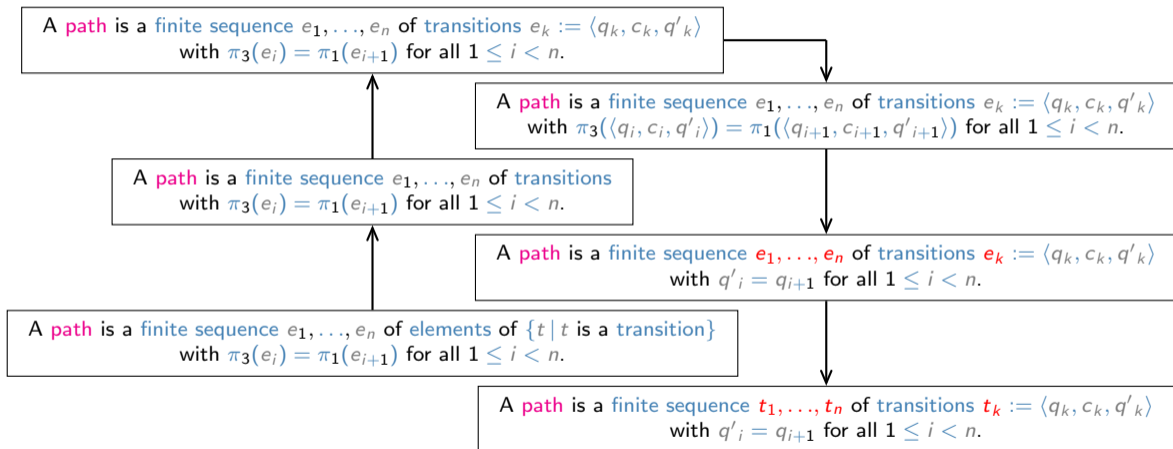 A path is a finite sequence e₁, . . . , eₙ of transitions eₖ := ⟨qₖ, cₖ, q′ₖ⟩
with π₃(eᵢ) = π₁(eᵢ₊₁) for all 1 ≤ i < n.
A path is a finite sequence e₁, . . . , eₙ of transitions eₖ := ⟨qₖ, cₖ, q′ₖ⟩
with π₃(⟨qᵢ, cᵢ, q′ᵢ⟩) = π₁(⟨qᵢ₊₁, cᵢ₊₁, q′ᵢ₊₁⟩) for all 1 ≤ i < n.
A path is a finite sequence e₁, . . . , eₙ of transitions
with π₃(eᵢ) = π₁(eᵢ₊₁) for all 1 ≤ i < n.
A path is a finite sequence e₁, . . . , eₙ of transitions eₖ := ⟨qₖ, cₖ, q′ₖ⟩
with q′ᵢ = qᵢ₊₁ for all 1 ≤ i < n.
A path is a finite sequence e₁, . . . , eₙ of elements of {t | t is a transition}
with π₃(eᵢ) = π₁(eᵢ₊₁) for all 1 ≤ i < n.
A path is a finite sequence t₁, . . . , tₙ of transitions tₖ := ⟨qₖ, cₖ, q′ₖ⟩
with q′ᵢ = qᵢ₊₁ for all 1 ≤ i < n.